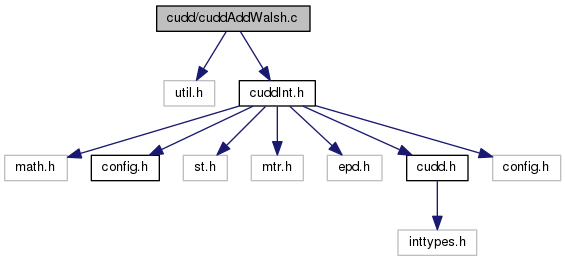 cudd/cuddAddWalsh.c
util.h
cuddInt.h
math.h
config.h
st.h
mtr.h
epd.h
cudd.h
config.h
inttypes.h